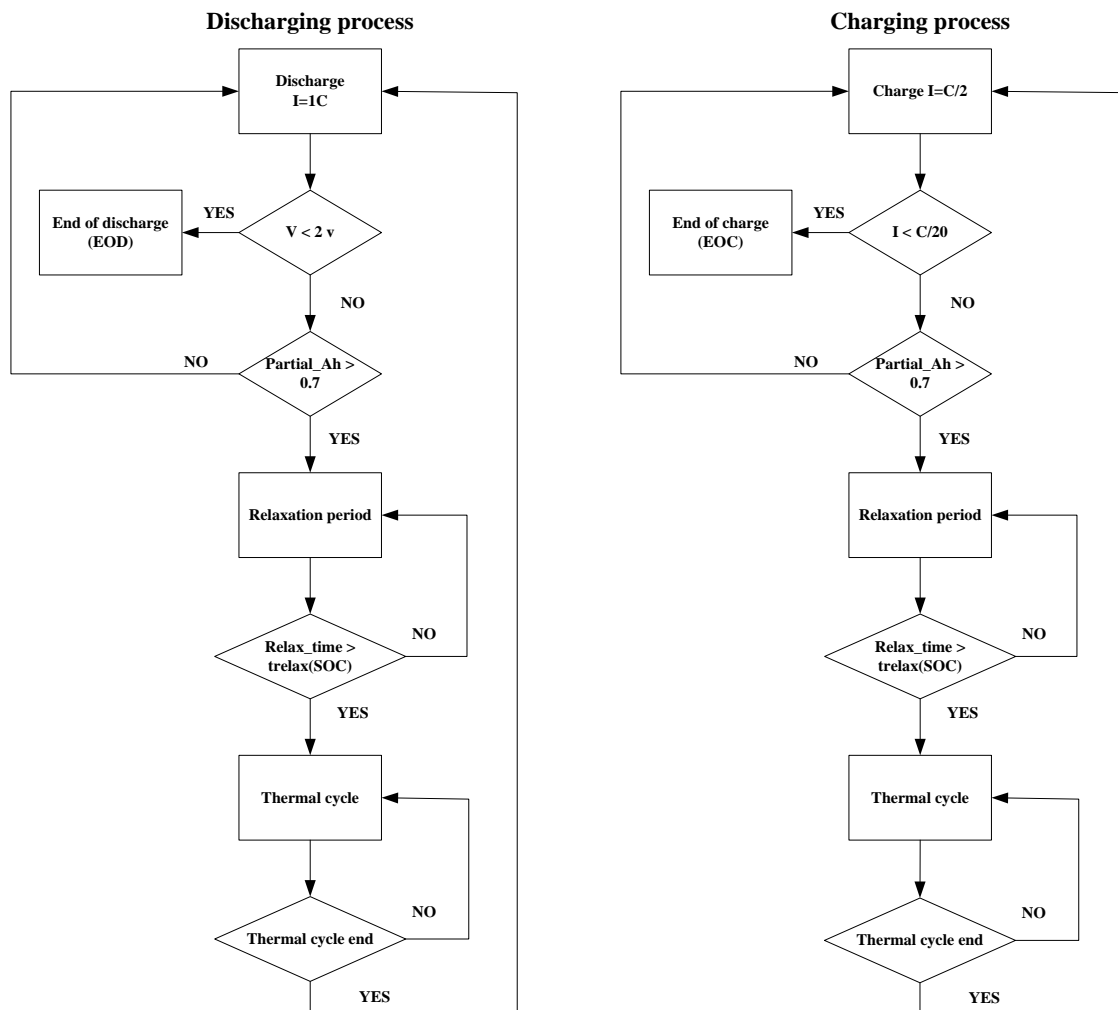 Discharging process
Discharge
I=1C
End of discharge
(EOD)
YES
V < 2 v
NO
NO
Partial_Ah >
0.7
YES
Relaxation period
Relax_time >
trelax(SOC)
NO
YES
Thermal cycle
Thermal cycle end
NO
YES
Charging process
Charge I=C/2
End of charge
(EOC)
YES
I < C/20
NO
NO
Partial_Ah >
0.7
YES
Relaxation period
Relax_time >
trelax(SOC)
NO
YES
Thermal cycle
Thermal cycle end
NO
YES